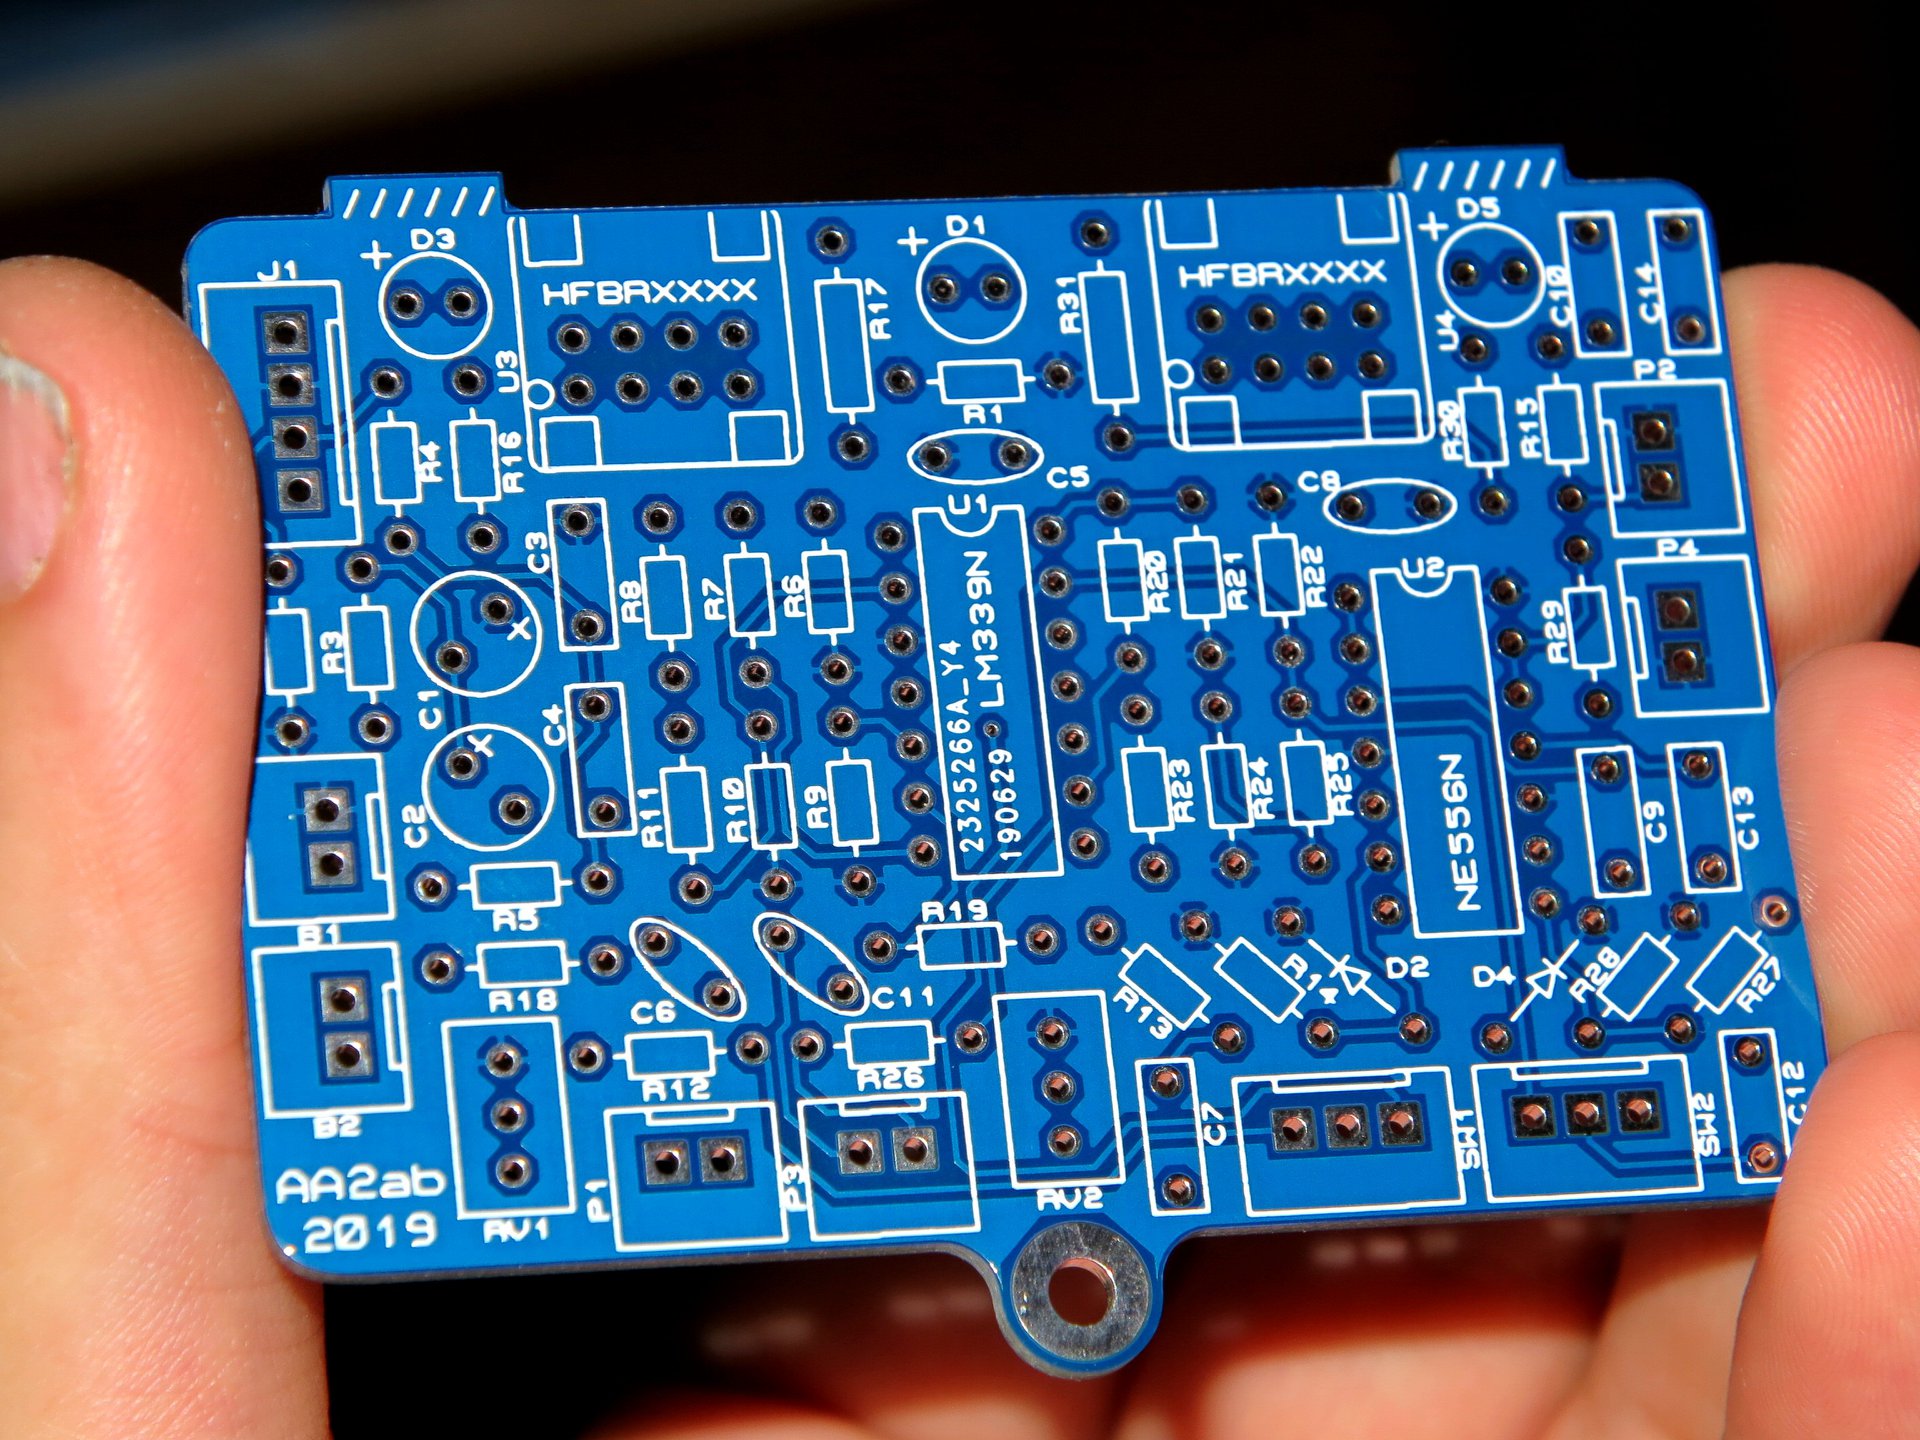 D3
D1
D5
J1
HFBRXXXX
R17
R31
HFBRXXXX
C10
C14
U3
U4
P2
R4
R16
R1
R30
R15
C5
C8
U1
C3
P4
R8
R7
R6
LM339N
R20
R21
R22
U2
R3
R29
C1
C4
2325266A_Y4
190629
C2
R11
R10
R9
R23
R24
R25
NE556N
C9
C13
R5
B1
R19
R18
C6
C11
R13
R14
D2
D4
R28
R27
R12
R26
C7
C12
B2
SW1
SW2
AA2ab
2019
RV1
P1
P3
RV2